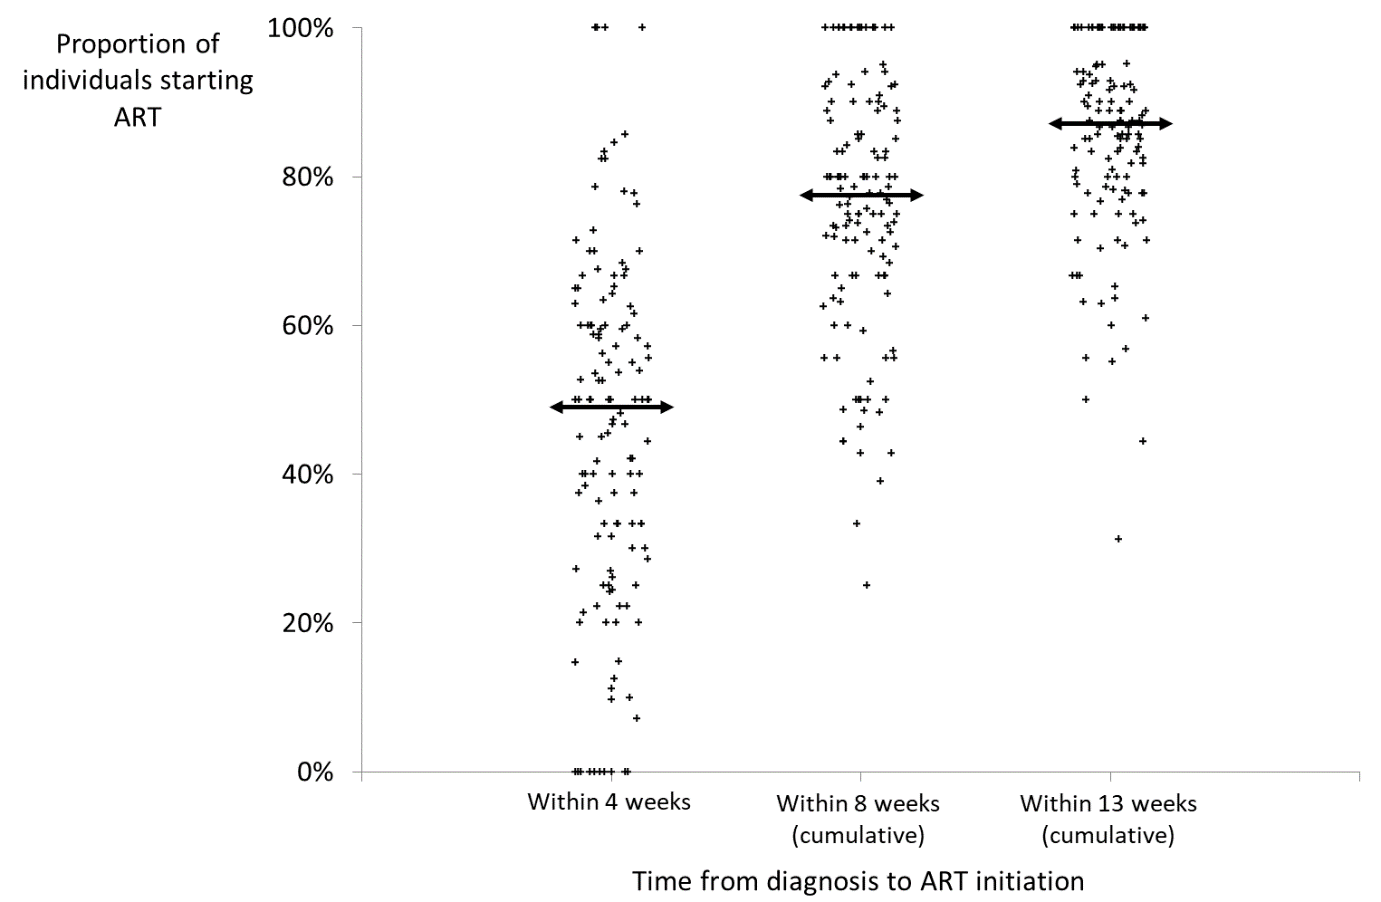 Proportion of
individuals starting
ART
100%
80%
60%
40%
20%
0%
Within 4 weeks
Within 8 weeks
(cumulative)
Within 13 weeks
(cumulative)
Time from diagnosis to ART initiation